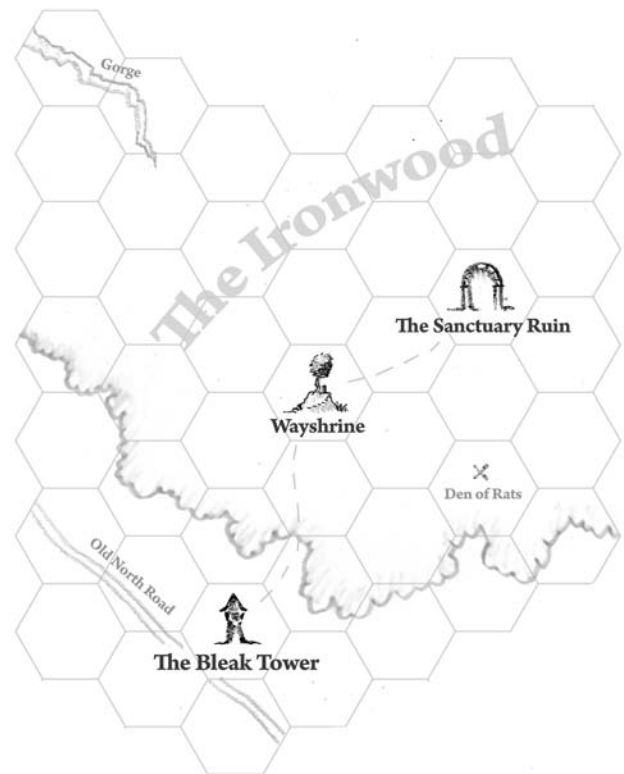 Gorge
The Ironwood
The Sanctuary Ruin
Wayshrine
Den of Rats
Old North Road
The Bleak Tower